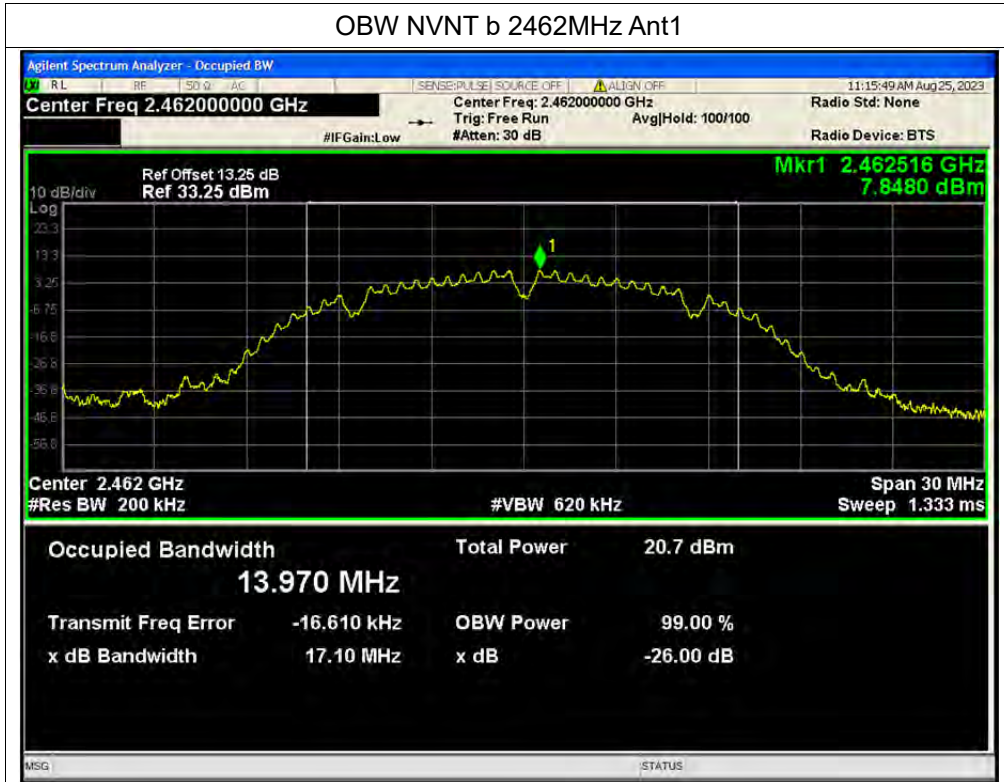 OBW NVNT b 2462MHz Ant1
Agilent Spectrum Analyzer - Occupied BW
LXI RL RF 50 Ω AC SENSE:PULSE SOURCE OFF ALIGN OFF 11:15:49 AM Aug 25, 2023
Center Freq 2.462000000 GHz Center Freq: 2.462000000 GHz Radio Std: None
Trig: Free Run Avg|Hold: 100/100
#IFGain:Low #Atten: 30 dB Radio Device: BTS
Mkr1 2.462516 GHz
7.8480 dBm
Ref Offset 13.25 dB
10 dB/div Ref 33.25 dBm
Log
23.3
13.3
3.25
-6.75
-16.8
-26.8
-36.8
-46.8
-56.8
1
Center 2.462 GHz Span 30 MHz
#Res BW 200 kHz #VBW 620 kHz Sweep 1.333 ms
Occupied Bandwidth Total Power 20.7 dBm
13.970 MHz
Transmit Freq Error -16.610 kHz OBW Power 99.00 %
x dB Bandwidth 17.10 MHz x dB -26.00 dB
MSG STATUS